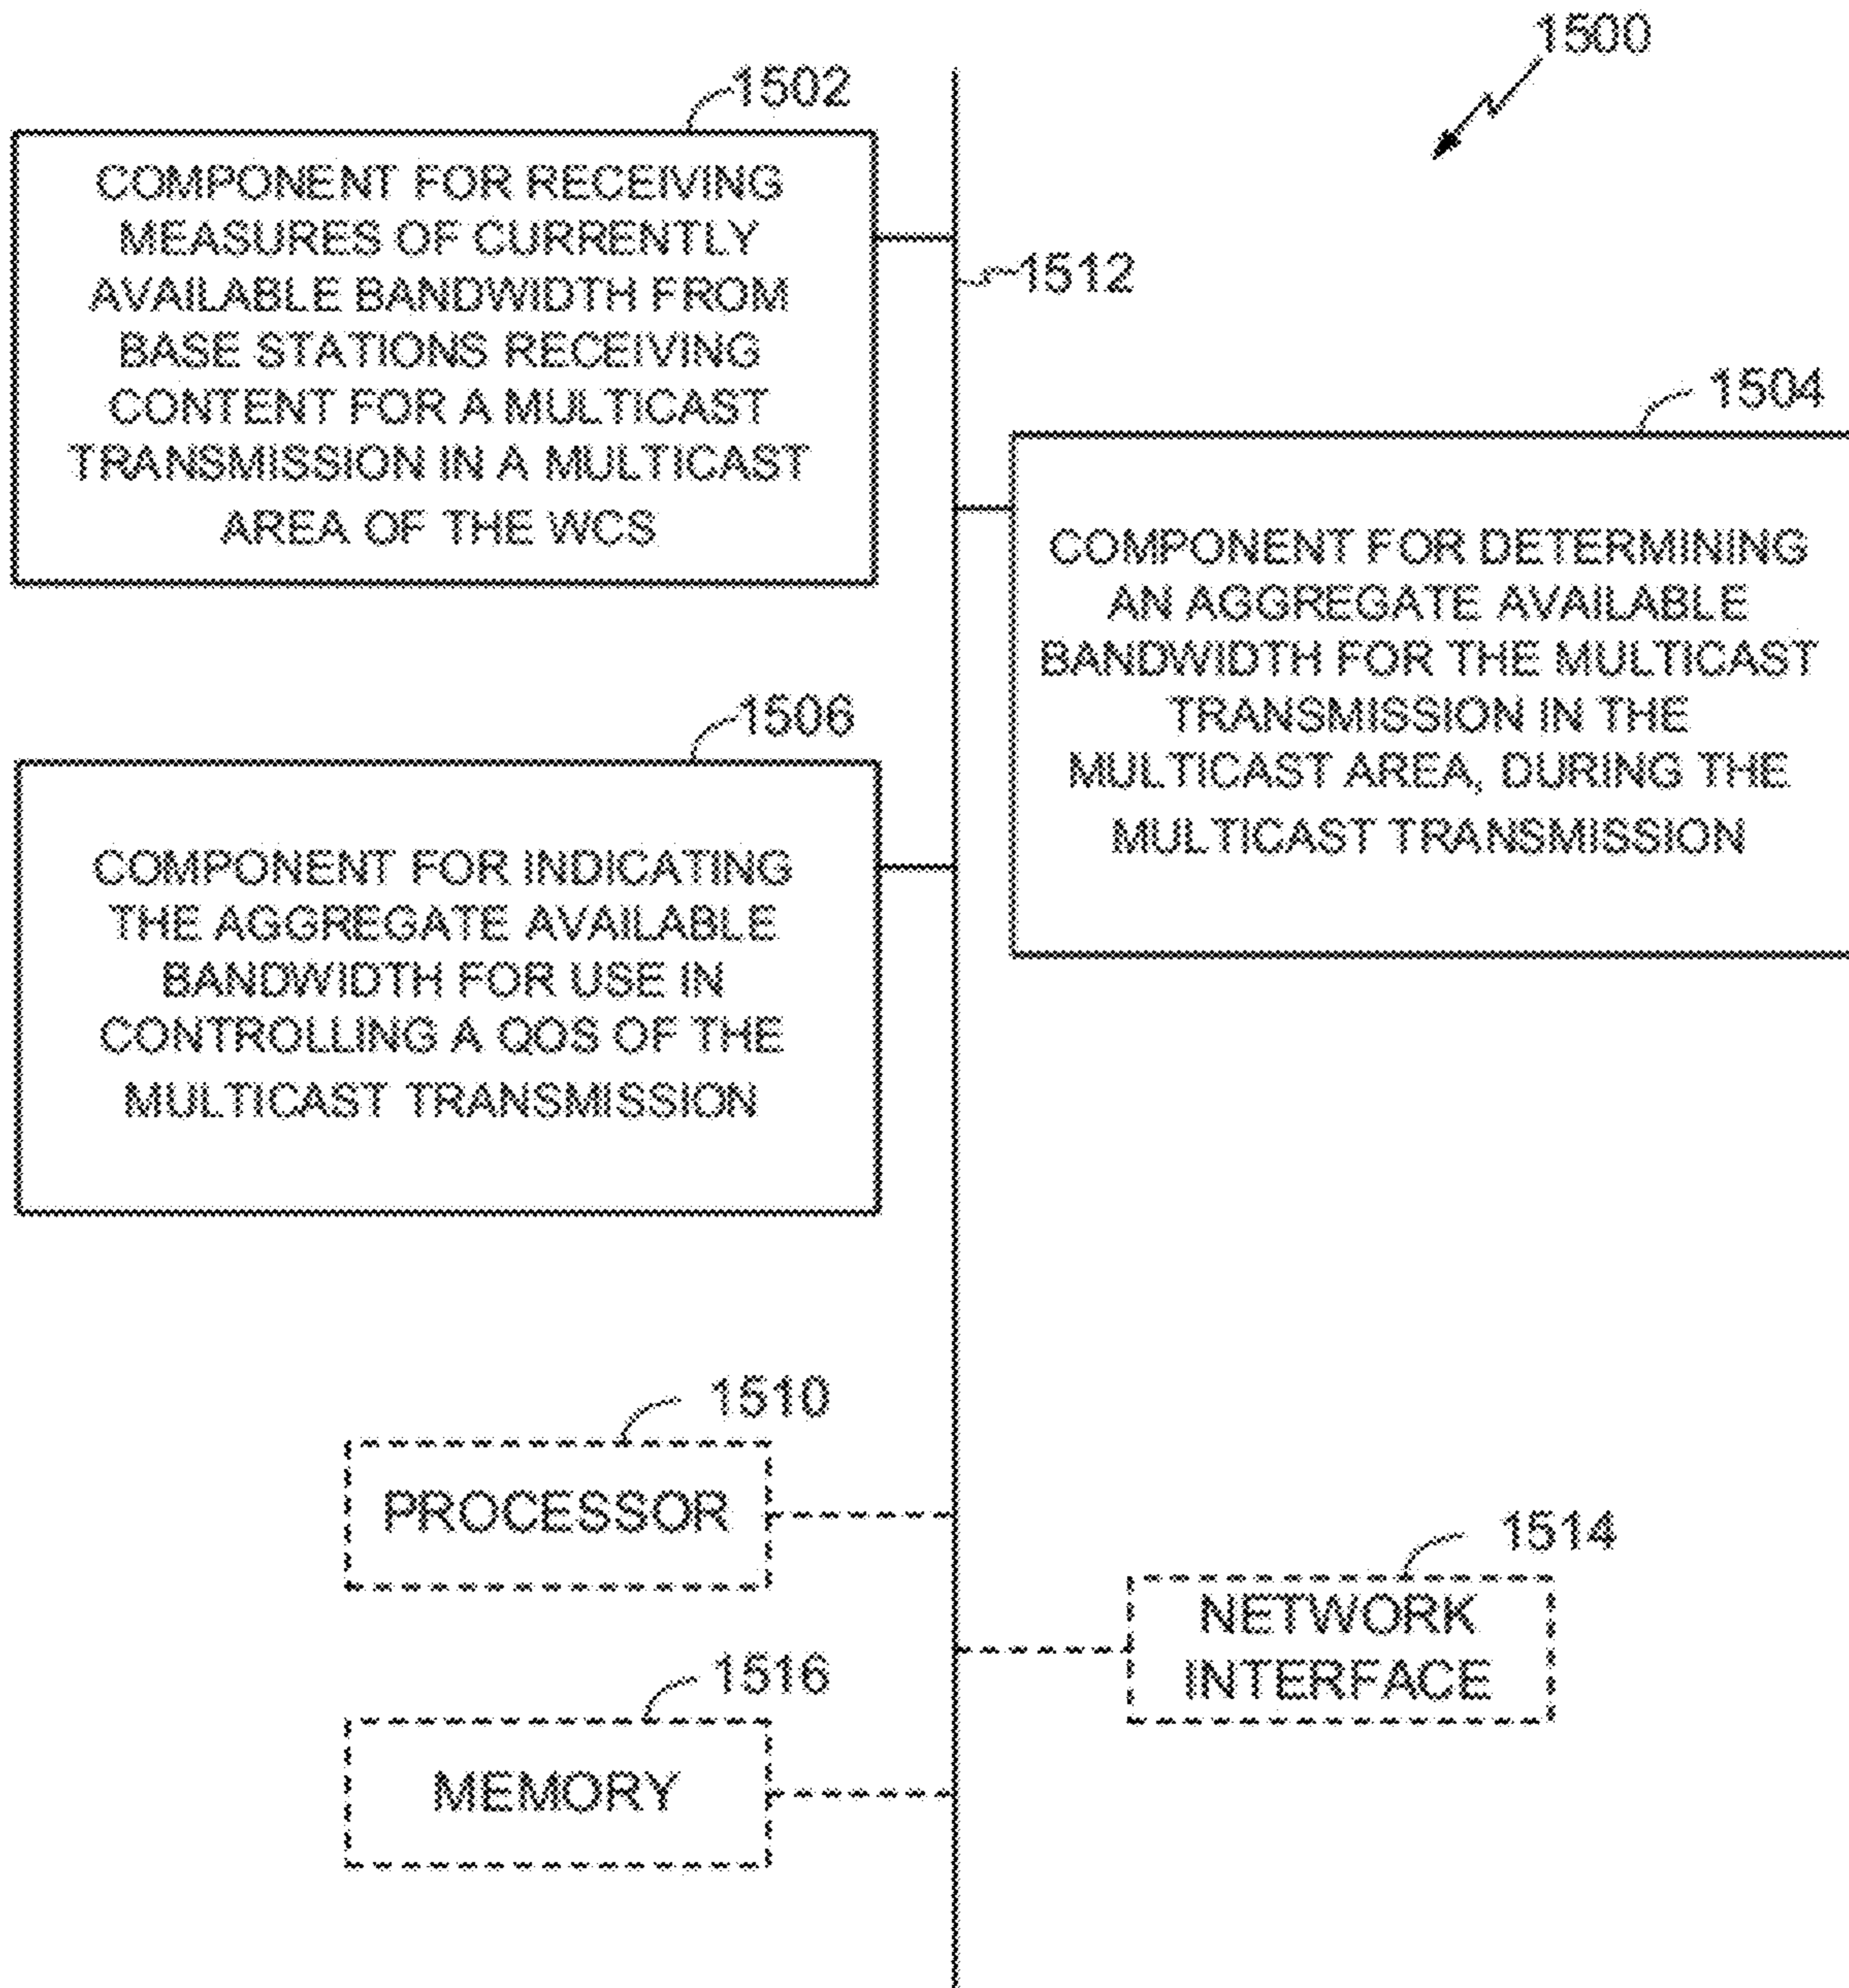 1500
1502
COMPONENT FOR RECEIVING
MEASURES OF CURRENTLY
AVAILABLE BANDWIDTH FROM
BASE STATIONS RECEIVING
CONTENT FOR A MULTICAST
TRANSMISSION IN A MULTICAST
AREA OF THE WCS
1512
1504
COMPONENT FOR DETERMINING
AN AGGREGATE AVAILABLE
BANDWIDTH FOR THE MULTICAST
TRANSMISSION IN THE
MULTICAST AREA, DURING THE
MULTICAST TRANSMISSION
1506
COMPONENT FOR INDICATING
THE AGGREGATE AVAILABLE
BANDWIDTH FOR USE IN
CONTROLLING A QOS OF THE
MULTICAST TRANSMISSION
1510
PROCESSOR
1514
NETWORK
INTERFACE
1516
MEMORY